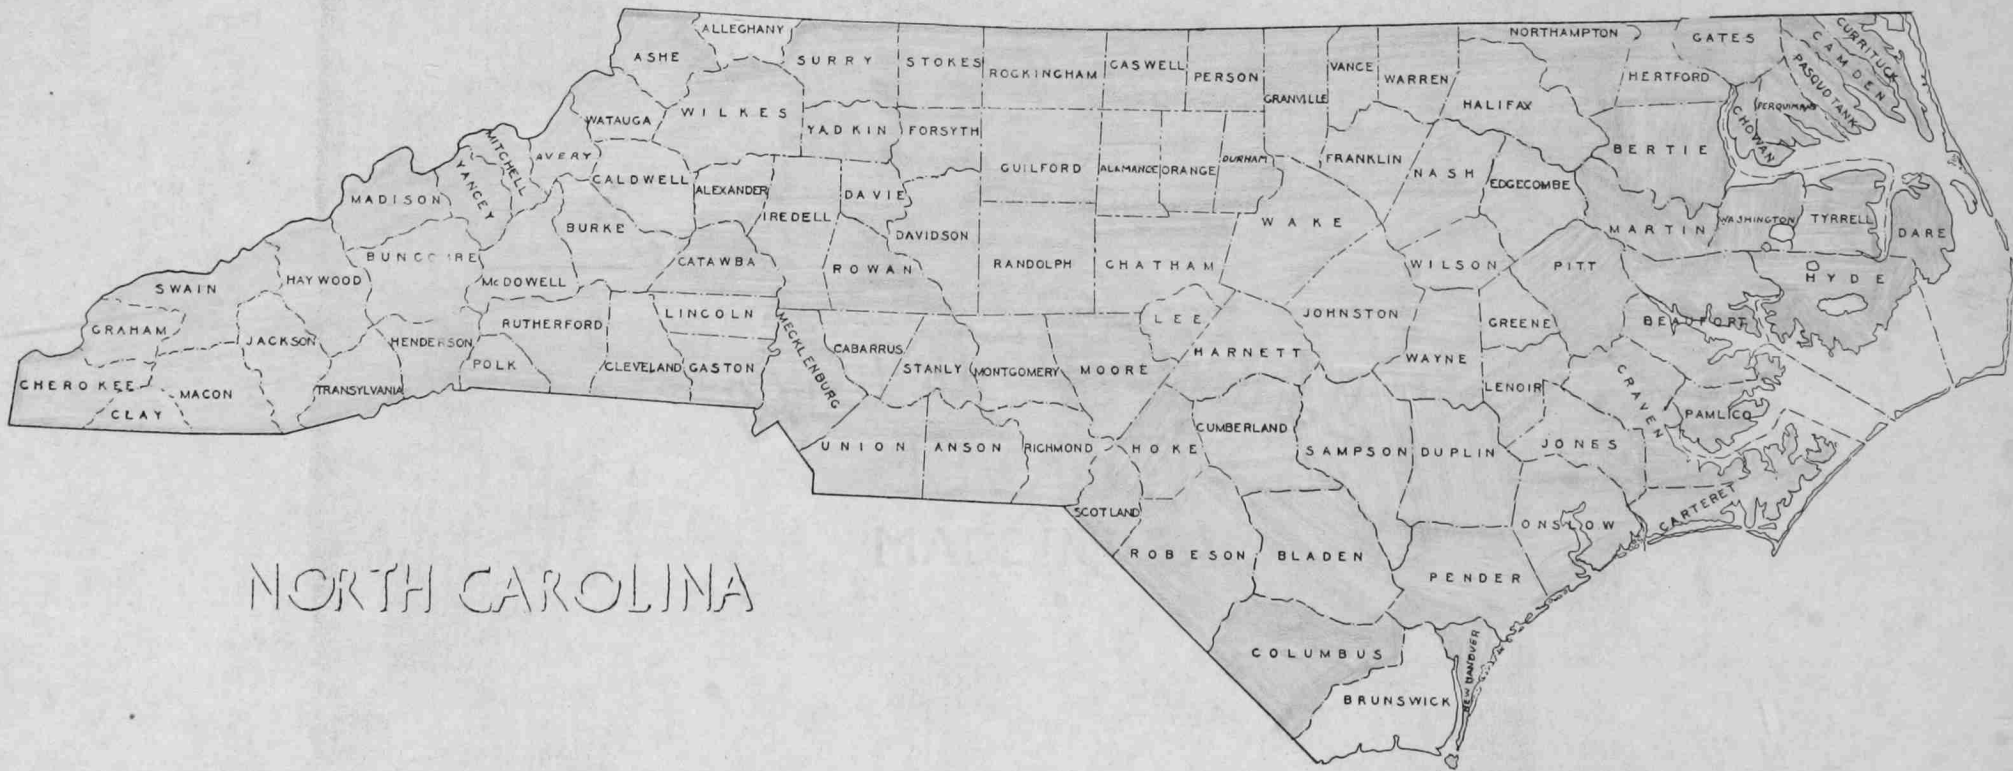 ALLEGHANY
ASHE
SURRY
STOKES
ROCKINGHAM
CASWELL
PERSON
GRANVILLE
VANCE
WARREN
NORTHAMPTON
GATES
CURRITUCK
CAMDEN
PASQUOTANK
PERQUIMANS
CHOWAN
HERTFORD
HALIFAX
WATAUGA
WILKES
YADKIN
FORSYTH
MITCHELL
YANCEY
AVERY
CALDWELL
ALEXANDER
IREDELL
DAVIE
GUILFORD
ALAMANCE
ORANGE
DURHAM
FRANKLIN
NASH
EDGECOMBE
BERTIE
MADISON
BURKE
DAVIDSON
WAKE
MARTIN
WASHINGTON
TYRRELL
DARE
SWAIN
HAYWOOD
McDOWELL
CATAWBA
ROWAN
RANDOLPH
CHATHAM
WILSON
PITT
HYDE
GRAHAM
JACKSON
HENDERSON
RUTHERFORD
LINCOLN
MECKLENBURG
CABARRUS
LEE
JOHNSTON
GREENE
BEAUFORT
CHEROKEE
CLAY
MACON
TRANSYLVANIA
POLK
CLEVELAND
GASTON
STANLY
MONTGOMERY
MOORE
HARNETT
WAYNE
LENOIR
CRAVEN
PAMLICO
UNION
ANSON
RICHMOND
HOKE
CUMBERLAND
SAMPSON
DUPLIN
JONES
SCOTLAND
ROBESON
BLADEN
PENDER
ONSLOW
CARTERET
NORTH CAROLINA
COLUMBUS
BRUNSWICK
NEW HANOVER